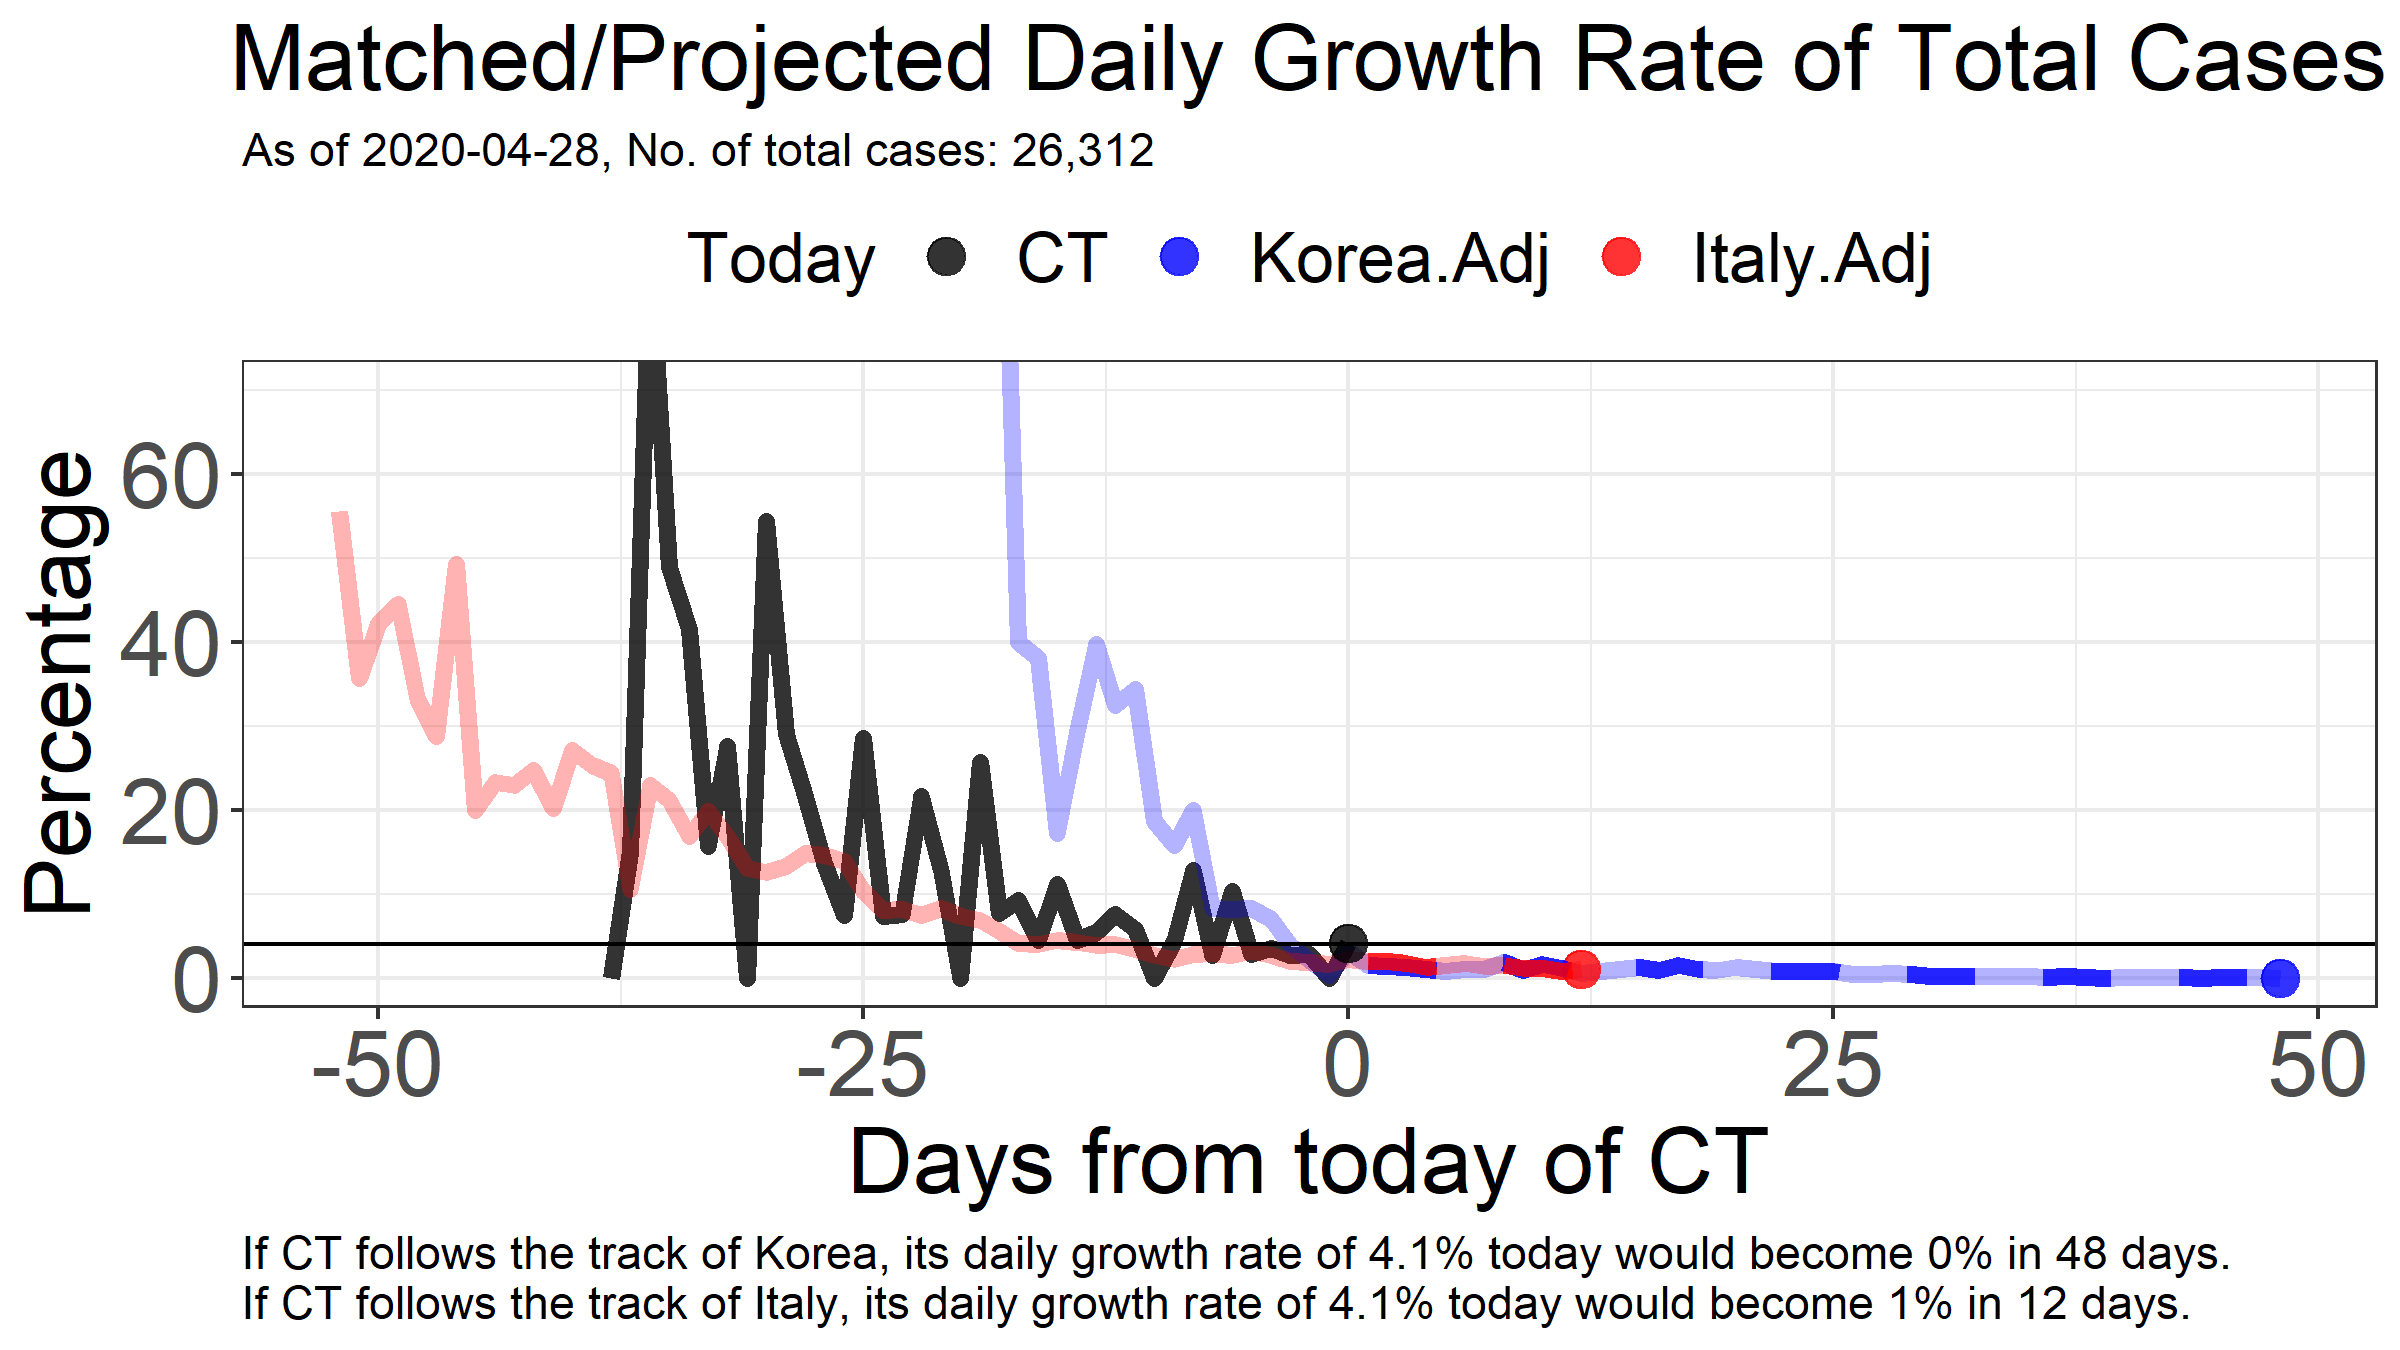 Matched/Projected Daily Growth Rate of Total Cases
As of 2020-04-28, No. of total cases: 26,312
Today CT Korea.Adj Italy.Adj
Percentage
60
40
20
0
-50 -25 0 25 50
Days from today of CT
If CT follows the track of Korea, its daily growth rate of 4.1% today would become 0% in 48 days.
If CT follows the track of Italy, its daily growth rate of 4.1% today would become 1% in 12 days.